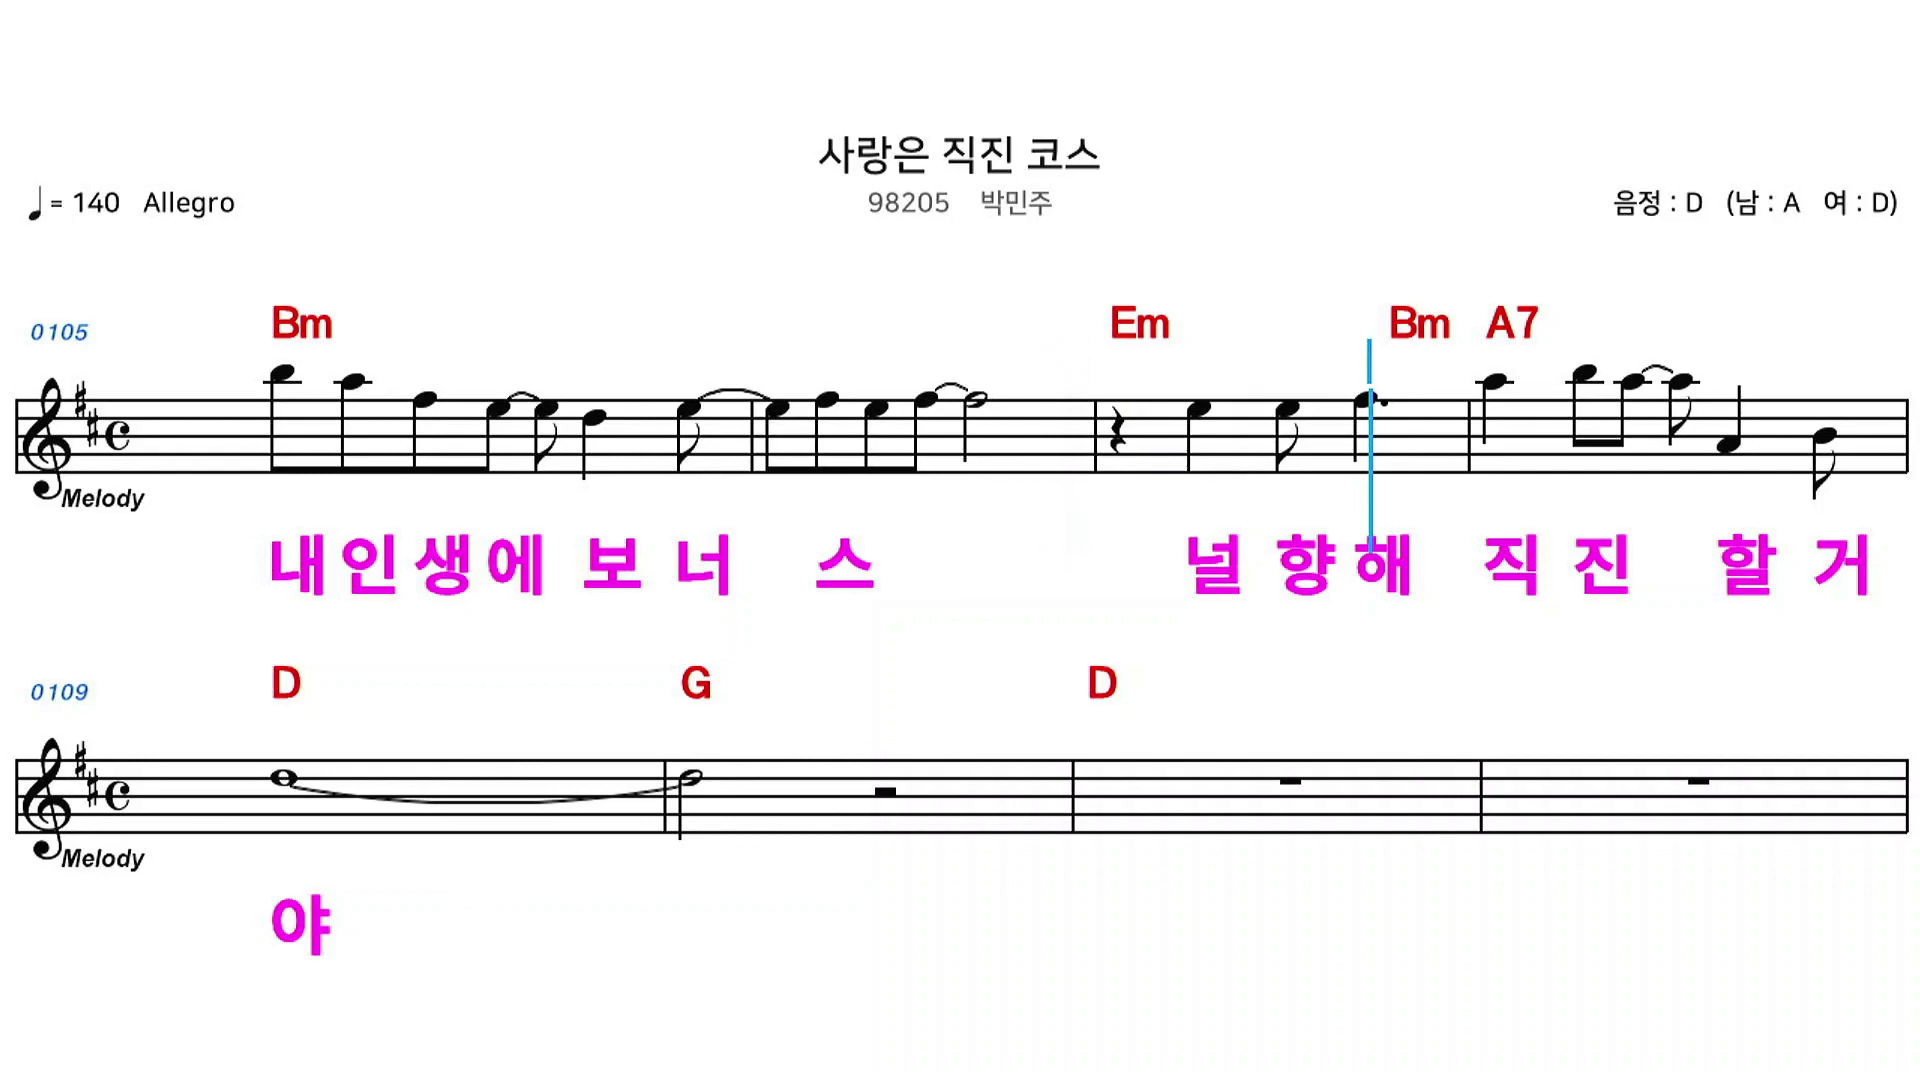 사랑은 직진 코스
= 140 Allegro
98205 박민주
음정 : D (남 : A 여 : D)
0105 Bm Em Bm A7
Melody
내 인 생 에 보 너 스 널 향 해 직 진 할 거
0109 D G D
Melody
야